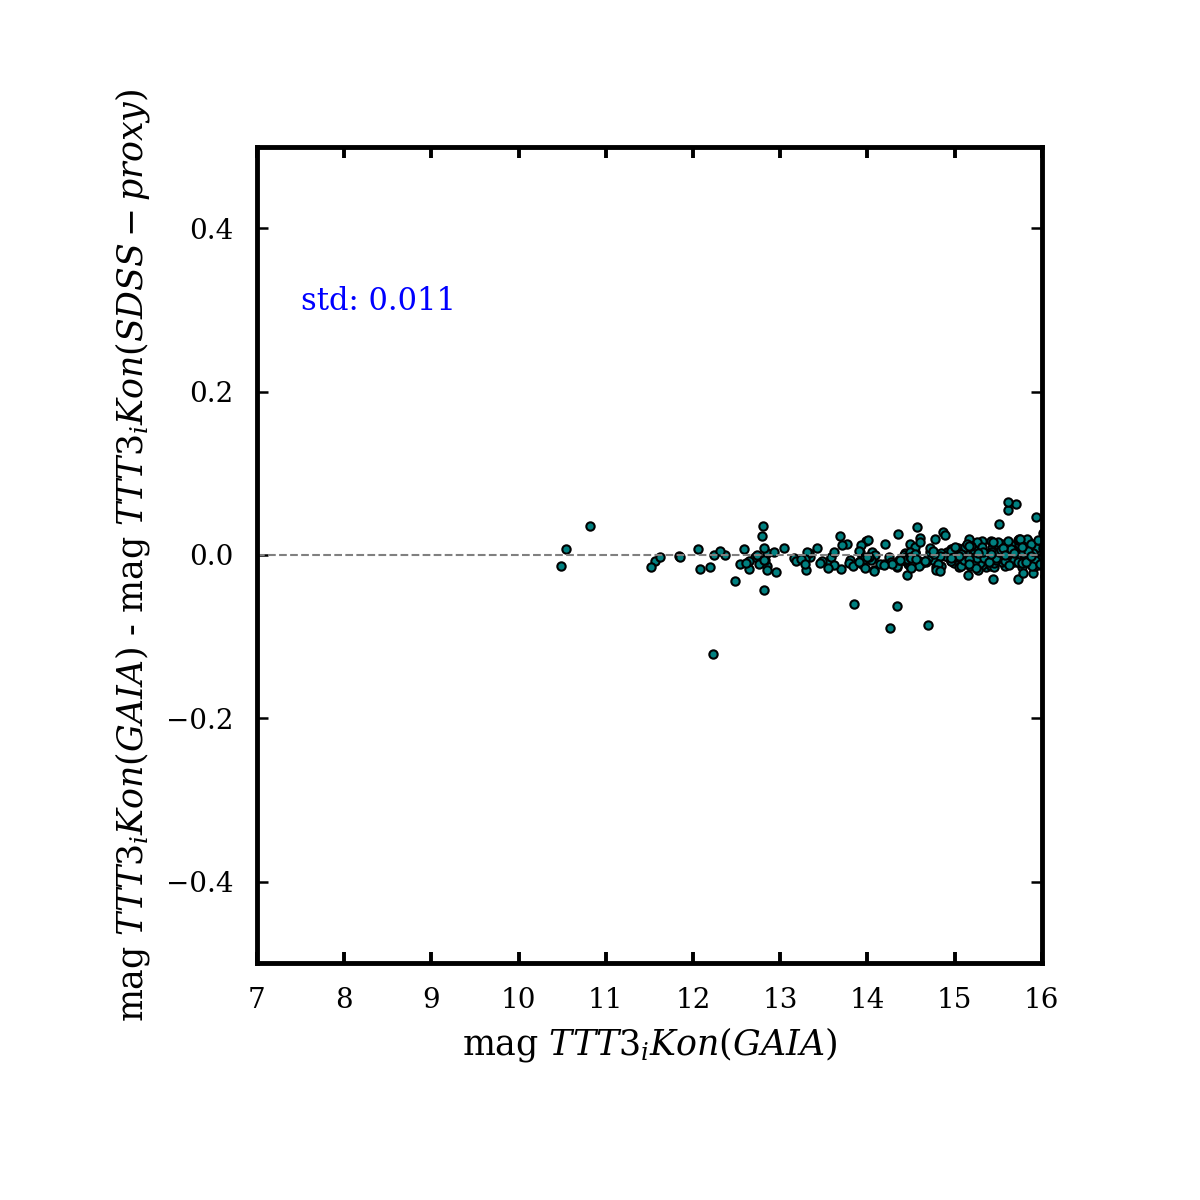 mag TTT3ᵢKon(GAIA) - mag TTT3ᵢKon(SDSS − proxy)
0.4
std: 0.011
0.2
0.0
−0.2
−0.4
7 8 9 10 11 12 13 14 15 16
mag TTT3ᵢKon(GAIA)